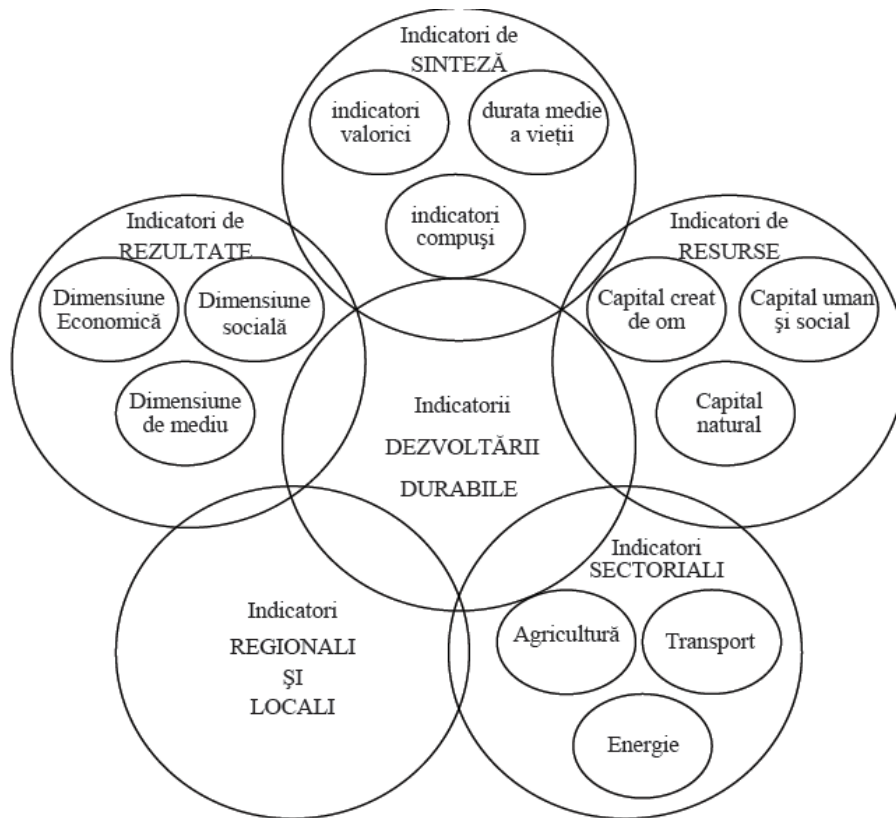 Indicatori de
SINTEZĂ
indicatori
valorici
durata medie
a vieții
indicatori
compuşi
Indicatori de
REZULTATE
Dimensiune
Economică
Dimensiune
socială
Dimensiune
de mediu
Indicatori de
RESURSE
Capital creat
de om
Capital uman
şi social
Capital
natural
Indicatorii
DEZVOLTĂRII
DURABILE
Indicatori
REGIONALI
ŞI
LOCALI
Indicatori
SECTORIALI
Agricultură
Transport
Energie